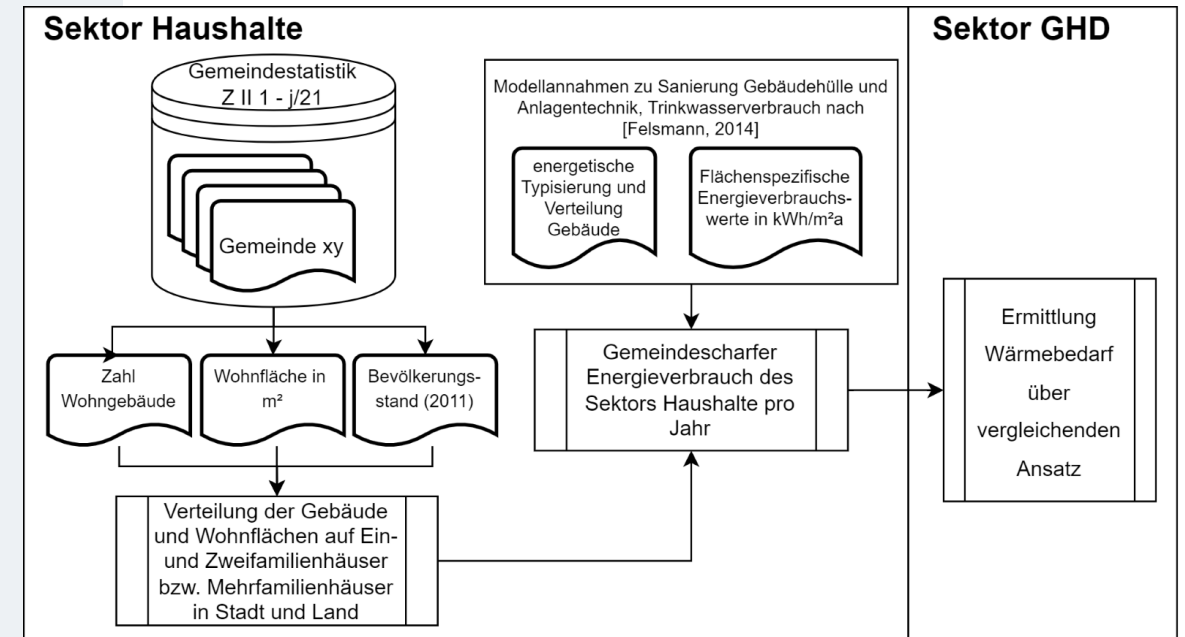 Sektor Haushalte
Sektor GHD
Gemeindestatistik
Z II 1 - j/21
Gemeinde xy
Modellannahmen zu Sanierung Gebäudehülle und
Anlagentechnik, Trinkwasserverbrauch nach
[Felsmann, 2014]
energetische
Typisierung und
Verteilung
Gebäude
Flächenspezifische
Energieverbrauchs-
werte in kWh/m²a
Zahl
Wohngebäude
Wohnfläche in
m²
Bevölkerungs-
stand (2011)
Gemeindescharfer
Energieverbrauch des
Sektors Haushalte pro
Jahr
Ermittlung
Wärmebedarf
über
vergleichenden
Ansatz
Verteilung der Gebäude
und Wohnflächen auf Ein-
und Zweifamilienhäuser
bzw. Mehrfamilienhäuser
in Stadt und Land